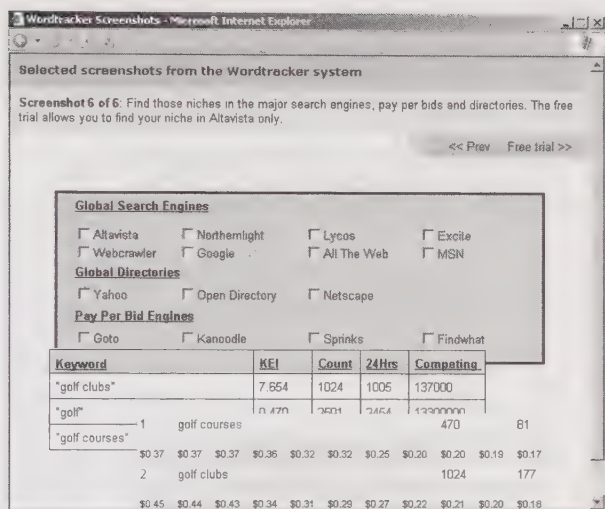 Wordtracker Screenshots - Microsoft Internet Explorer
Selected screenshots from the Wordtracker system
Screenshot 6 of 6: Find those niches in the major search engines, pay per bids and directories. The free
trial allows you to find your niche in Altavista only.
<< Prev Free trial >>
Global Search Engines
Altavista Northernlight Lycos Excite
Webcrawler Google All The Web MSN
Global Directories
Yahoo Open Directory Netscape
Pay Per Bid Engines
Goto Kanoodle Sprinks Findwhat
Keyword KEI Count 24Hrs Competing
"golf clubs" 7.654 1024 1005 137000
"golf"
1 golf courses 470 81
"golf courses"
$0.37 $0.37 $0.37 $0.36 $0.32 $0.32 $0.25 $0.20 $0.20 $0.19 $0.17
2 golf clubs 1024 177
$0.45 $0.44 $0.43 $0.34 $0.31 $0.29 $0.27 $0.22 $0.21 $0.20 $0.18